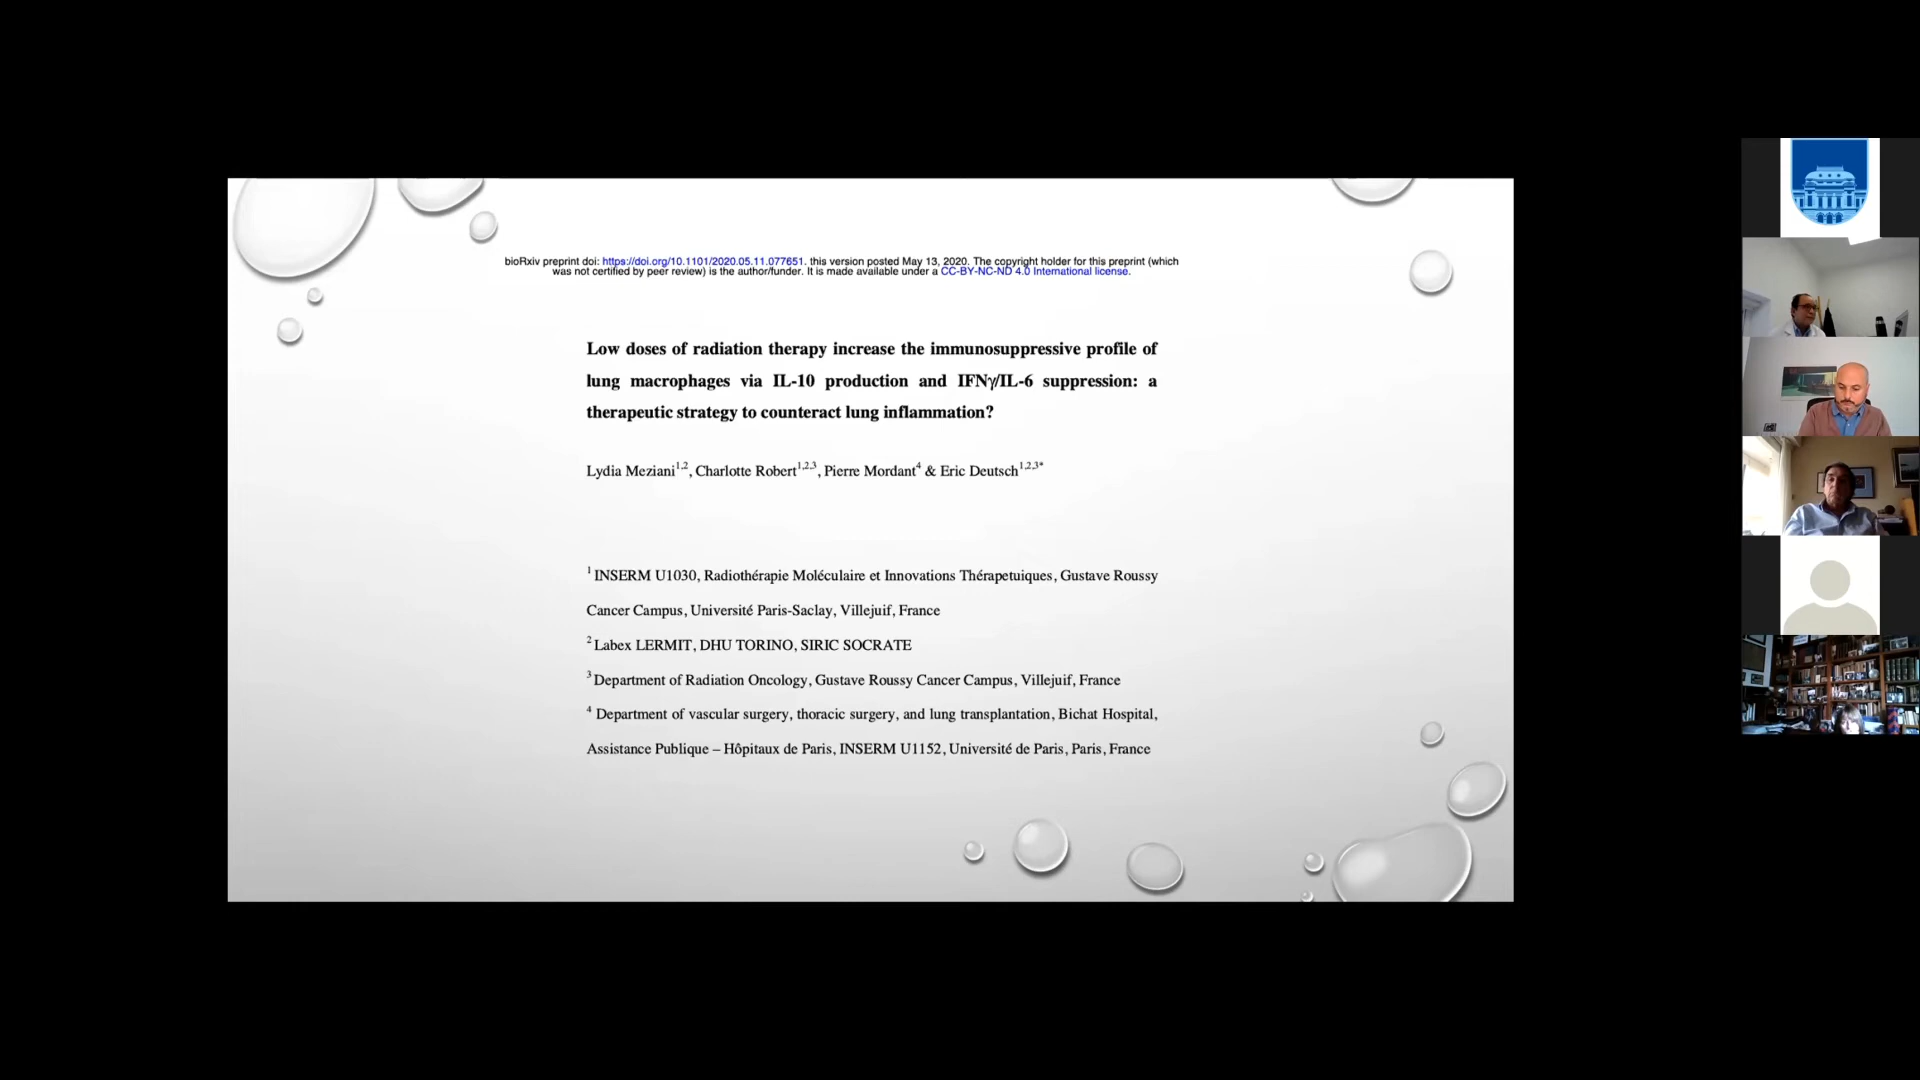 bioRxiv preprint doi: https://doi.org/10.1101/2020.05.11.077651. this version posted May 13, 2020. The copyright holder for this preprint (which
was not certified by peer review) is the author/funder. It is made available under a CC-BY-NC-ND 4.0 International license.
Low doses of radiation therapy increase the immunosuppressive profile of
lung macrophages via IL-10 production and IFNγ/IL-6 suppression: a
therapeutic strategy to counteract lung inflammation?
Lydia Meziani1,2, Charlotte Robert1,2,3, Pierre Mordant4 & Eric Deutsch1,2,3*
1 INSERM U1030, Radiothérapie Moléculaire et Innovations Thérapetuiques, Gustave Roussy
Cancer Campus, Université Paris-Saclay, Villejuif, France
2 Labex LERMIT, DHU TORINO, SIRIC SOCRATE
3 Department of Radiation Oncology, Gustave Roussy Cancer Campus, Villejuif, France
4 Department of vascular surgery, thoracic surgery, and lung transplantation, Bichat Hospital,
Assistance Publique – Hôpitaux de Paris, INSERM U1152, Université de Paris, Paris, France